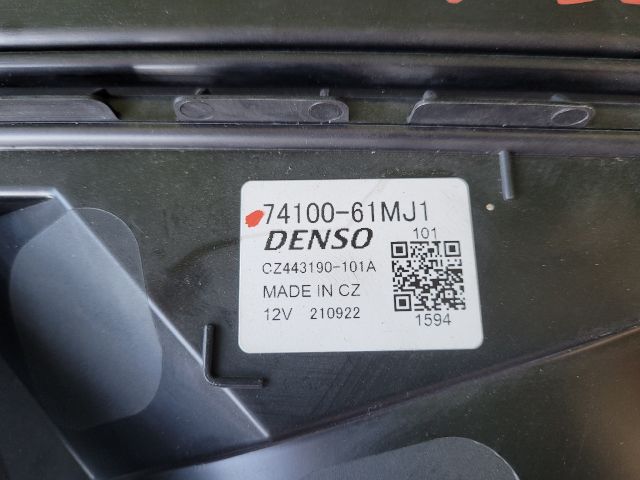 74100-61MJ1
DENSO
101
CZ443190-101A
MADE IN CZ
12V 210922
1594